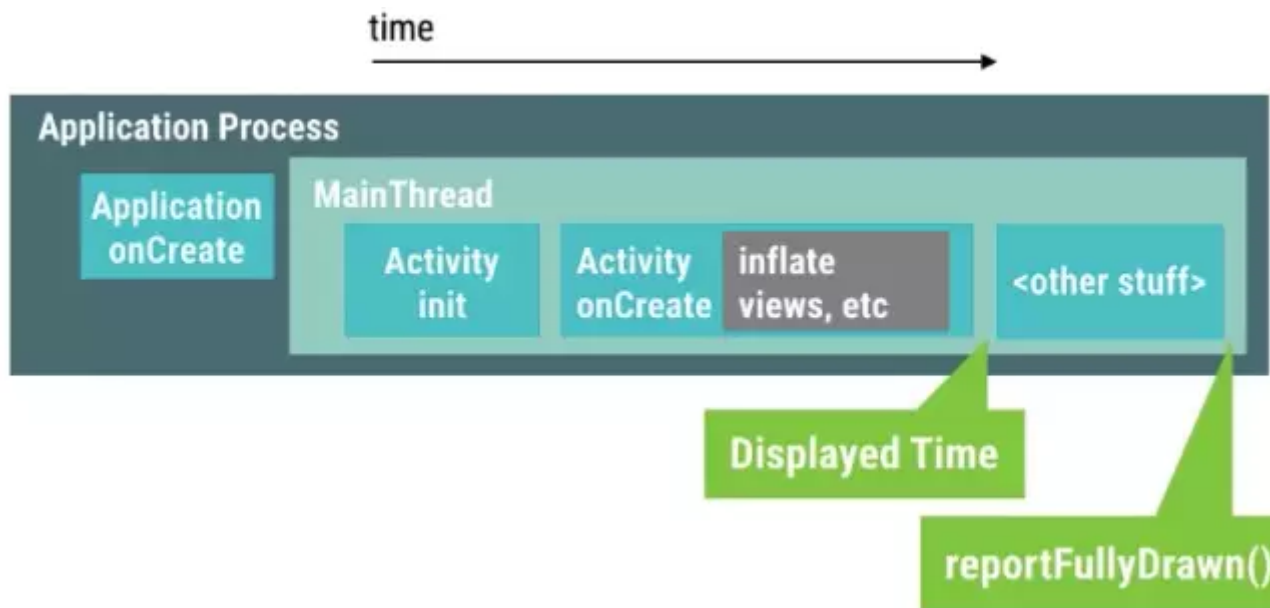 time
Application Process
Application
onCreate
MainThread
Activity
init
Activity
onCreate
inflate
views, etc
<other stuff>
Displayed Time
reportFullyDrawn()